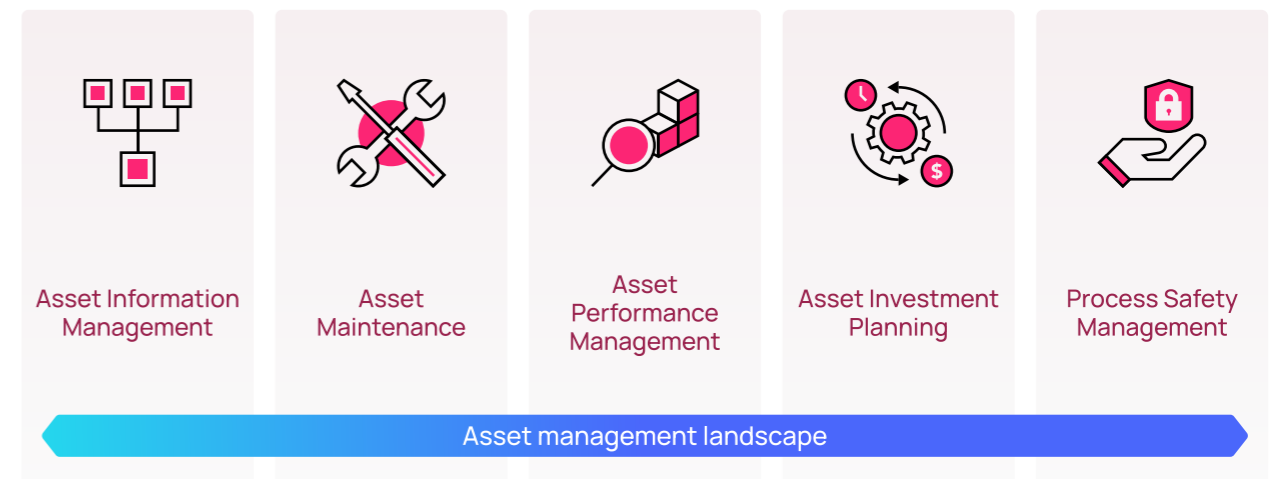 $
Asset Information
Management
Asset
Maintenance
Asset
Performance
Management
Asset Investment
Planning
Process Safety
Management
Asset management landscape